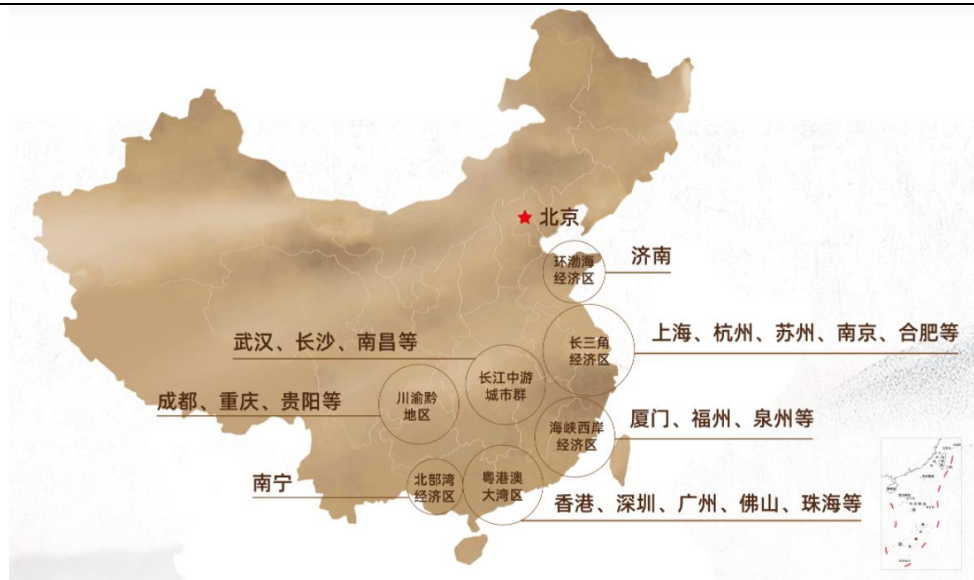 北京
环渤海
经济区
济南
长三角
经济区
上海、杭州、苏州、南京、合肥等
武汉、长沙、南昌等
长江中游
城市群
川渝黔
地区
成都、重庆、贵阳等
海峡西岸
经济区
厦门、福州、泉州等
南宁
北部湾
经济区
粤港澳
大湾区
香港、深圳、广州、佛山、珠海等